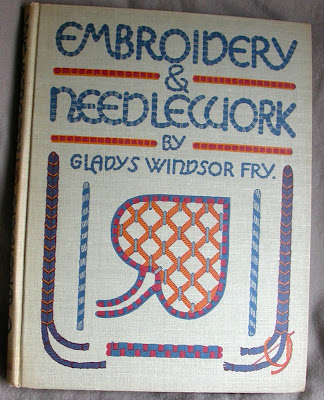 EMBROIDERY
&
NEEDLEWORK
BY
GLADYS WINDSOR FRY.